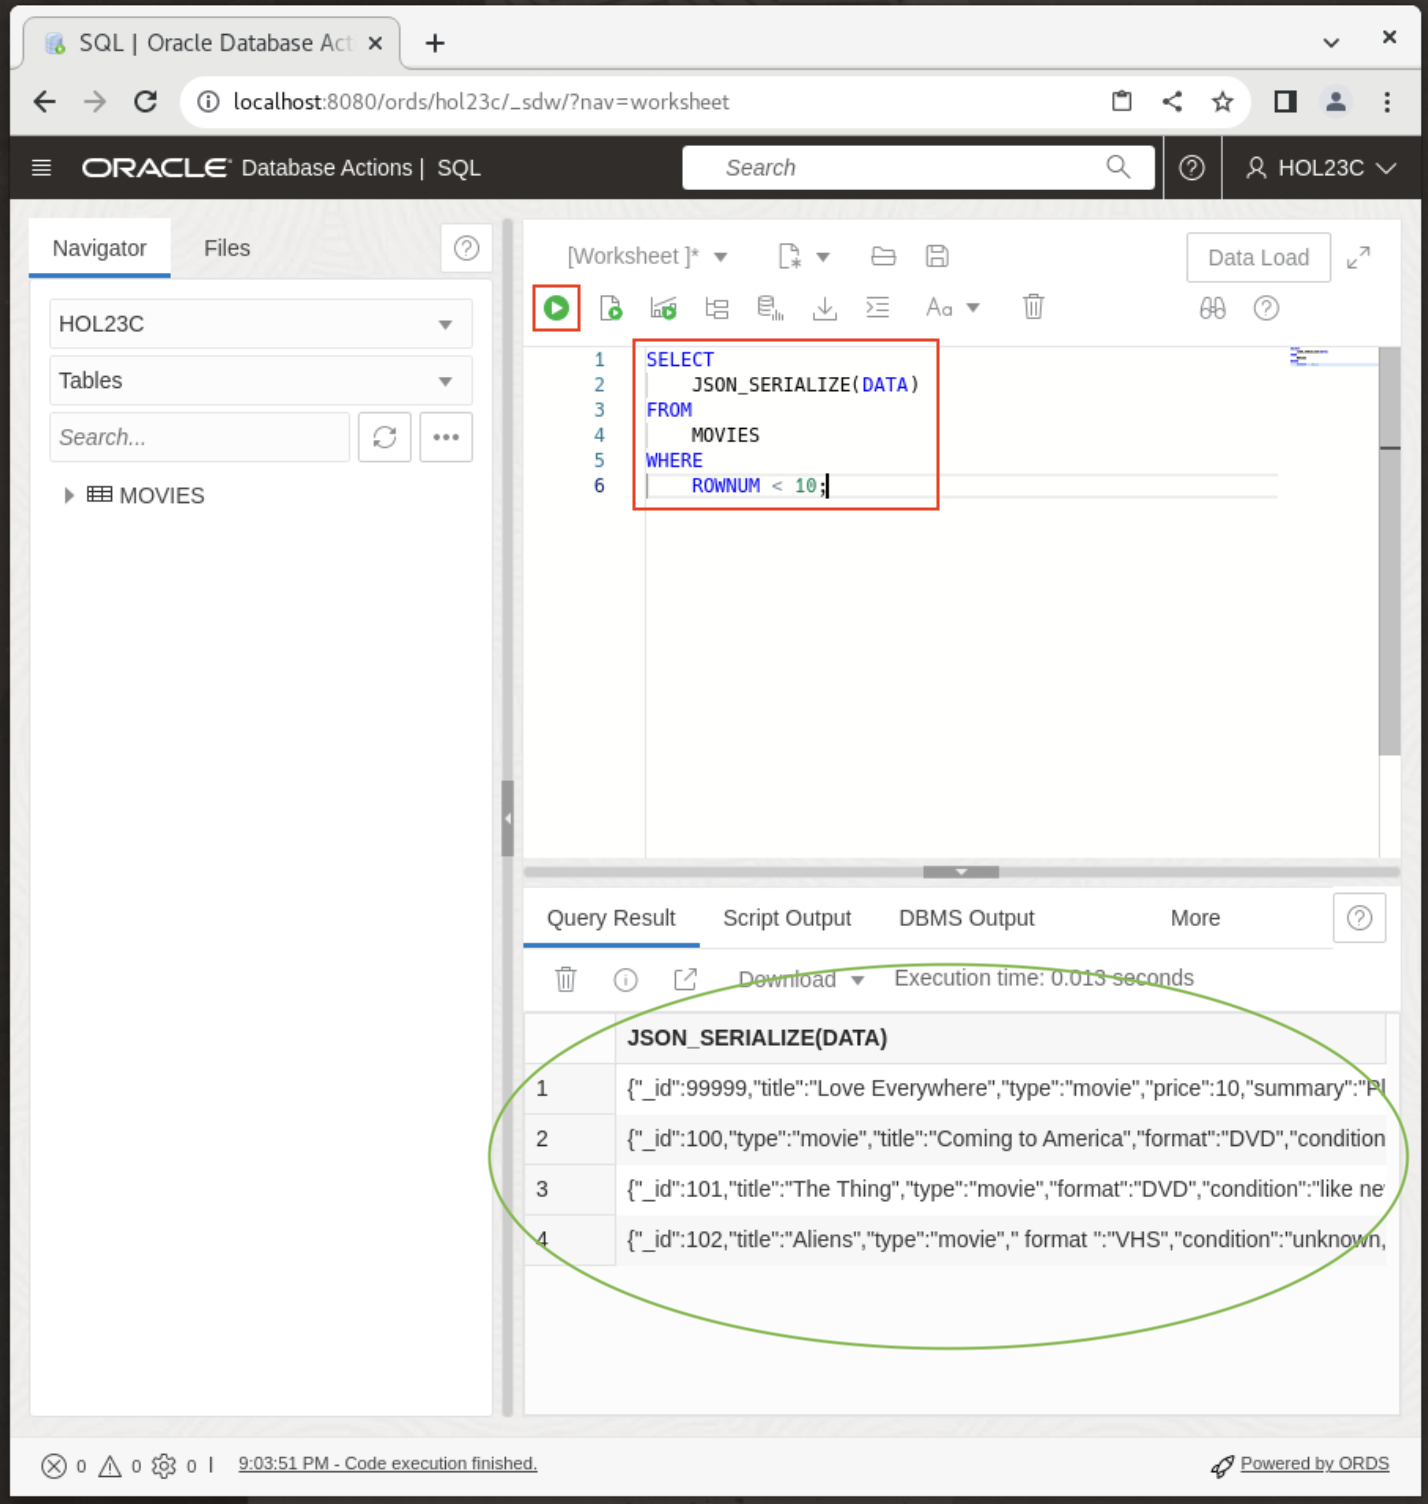 SQL | Oracle Database Act
localhost:8080/ords/hol23c/_sdw/?nav=worksheet
ORACLE Database Actions | SQL
Search
HOL23C
Navigator
Files
HOL23C
Tables
Search...
MOVIES
[Worksheet ]*
Data Load
Aa
1 SELECT
2 JSON_SERIALIZE(DATA)
3 FROM
4 MOVIES
5 WHERE
6 ROWNUM < 10;
Query Result
Script Output
DBMS Output
More
Download
Execution time: 0.013 seconds
JSON_SERIALIZE(DATA)
1 {"_id":99999,"title":"Love Everywhere","type":"movie","price":10,"summary":"Pl
2 {"_id":100,"type":"movie","title":"Coming to America","format":"DVD","condition
3 {"_id":101,"title":"The Thing","type":"movie","format":"DVD","condition":"like ne
4 {"_id":102,"title":"Aliens","type":"movie"," format ":"VHS","condition":"unknown,
0 0 0 | 9:03:51 PM - Code execution finished.
Powered by ORDS